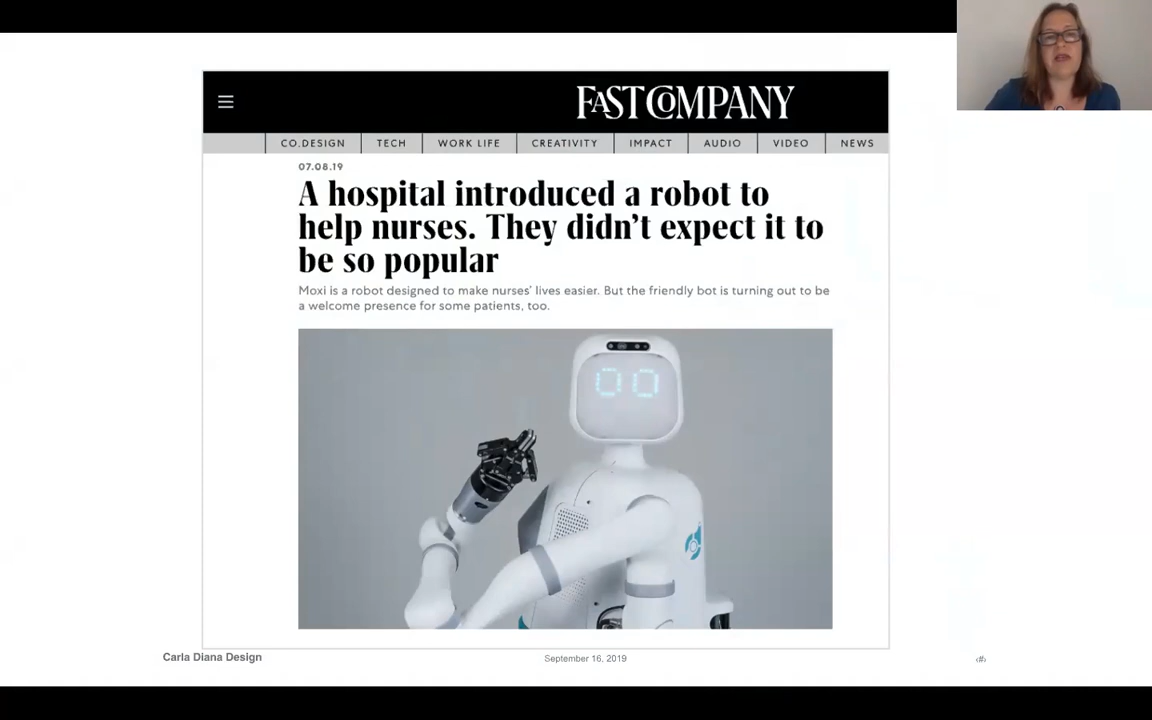 FAST COMPANY
CO.DESIGN TECH WORK LIFE CREATIVITY IMPACT AUDIO VIDEO NEWS
07.08.19
A hospital introduced a robot to
help nurses. They didn’t expect it to
be so popular
Moxi is a robot designed to make nurses’ lives easier. But the friendly bot is turning out to be
a welcome presence for some patients, too.
Carla Diana Design
September 16, 2019
‹#›